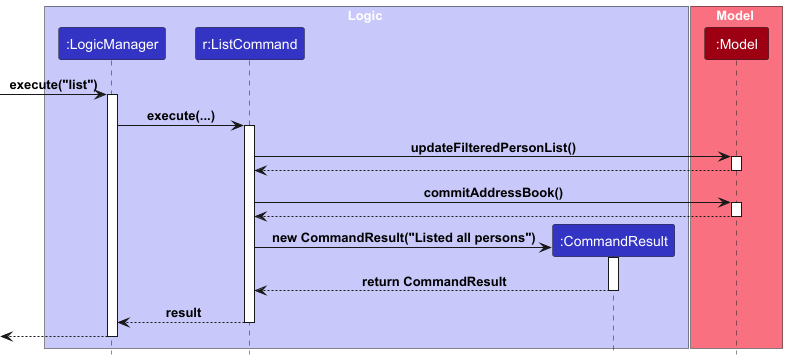 Logic
Model
:LogicManager
r:ListCommand
:Model
execute("list")
execute(...)
updateFilteredPersonList()
commitAddressBook()
new CommandResult("Listed all persons")
:CommandResult
return CommandResult
result